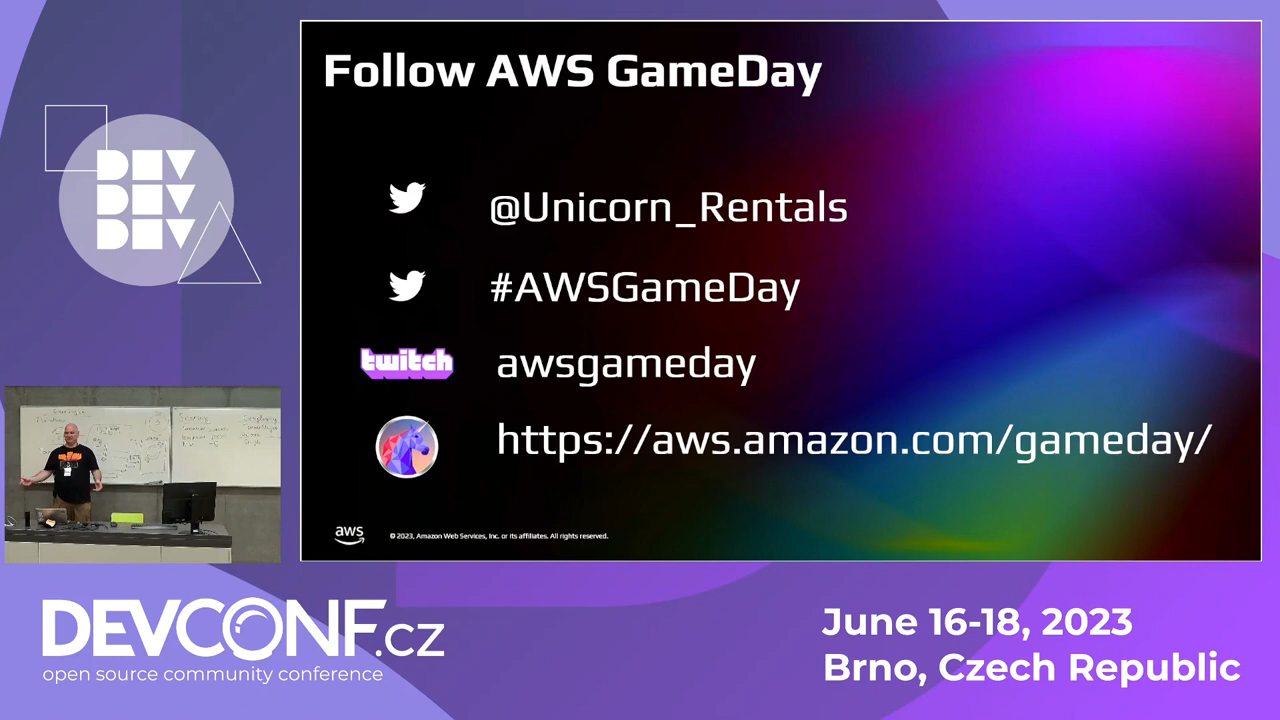 Follow AWS GameDay
@Unicorn_Rentals
#AWSGameDay
twitch
awsgameday
https://aws.amazon.com/gameday/
aws
© 2023, Amazon Web Services, Inc. or its affiliates. All rights reserved.
DEV
DEV
DEV
DEVCONF.cz
open source community conference
June 16-18, 2023
Brno, Czech Republic